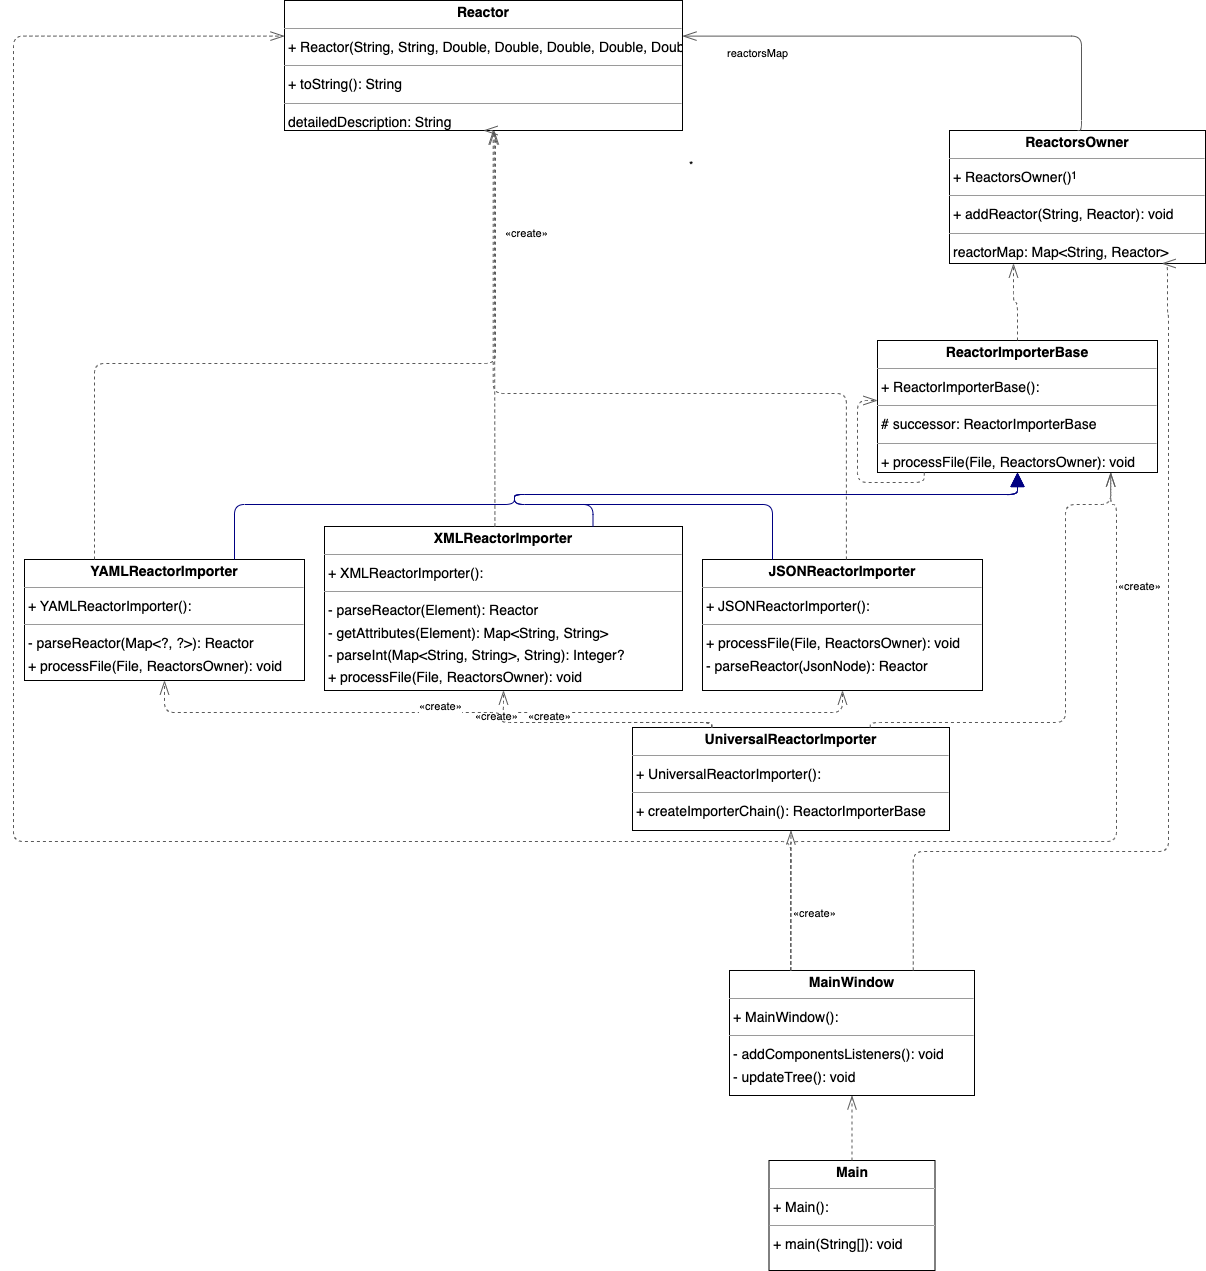 Reactor
+ Reactor(String, String, Double, Double, Double, Double, Doub
+ toString(): String
detailedDescription: String
reactorsMap
ReactorsOwner
+ ReactorsOwner()¹
+ addReactor(String, Reactor): void
reactorMap: Map<String, Reactor>
«create»
ReactorImporterBase
+ ReactorImporterBase():
# successor: ReactorImporterBase
+ processFile(File, ReactorsOwner): void
YAMLReactorImporter
+ YAMLReactorImporter():
- parseReactor(Map<?, ?>): Reactor
+ processFile(File, ReactorsOwner): void
XMLReactorImporter
+ XMLReactorImporter():
- parseReactor(Element): Reactor
- getAttributes(Element): Map<String, String>
- parseInt(Map<String, String>, String): Integer?
+ processFile(File, ReactorsOwner): void
JSONReactorImporter
+ JSONReactorImporter():
+ processFile(File, ReactorsOwner): void
- parseReactor(JsonNode): Reactor
«create»
«create»
«create» «create»
UniversalReactorImporter
+ UniversalReactorImporter():
+ createImporterChain(): ReactorImporterBase
«create»
MainWindow
+ MainWindow():
- addComponentsListeners(): void
- updateTree(): void
Main
+ Main():
+ main(String[]): void